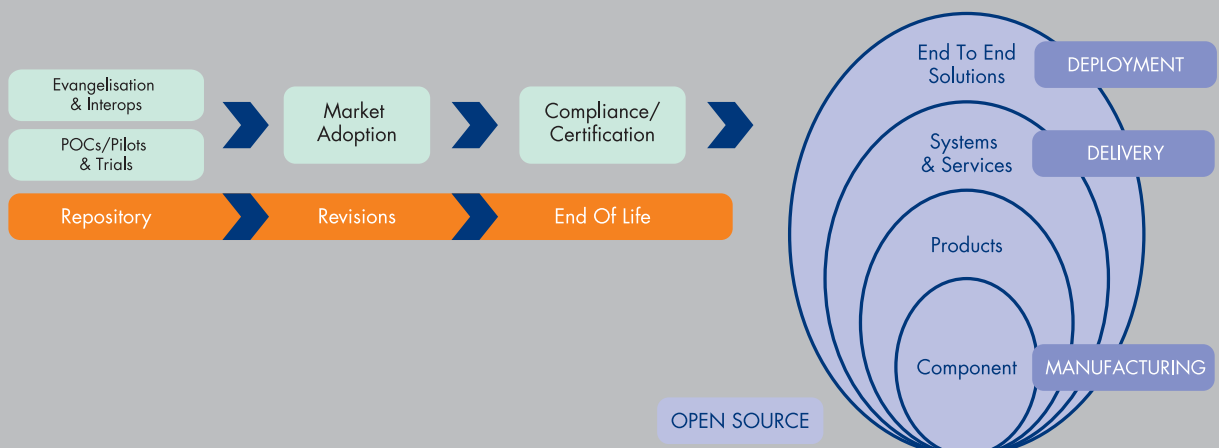 Evangelisation
& Interops
POCs/Pilots
& Trials
Market
Adoption
Compliance/
Certification
Repository
Revisions
End Of Life
End To End
Solutions
DEPLOYMENT
Systems
& Services
DELIVERY
Products
Component
MANUFACTURING
OPEN SOURCE